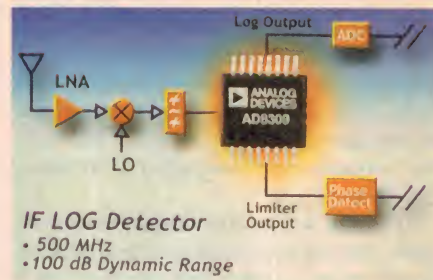 Log Output
ADC
LNA
ANALOG
DEVICES
AD8309
LO
Phase
Detect
Limiter
Output
IF LOG Detector
• 500 MHz
• 100 dB Dynamic Range